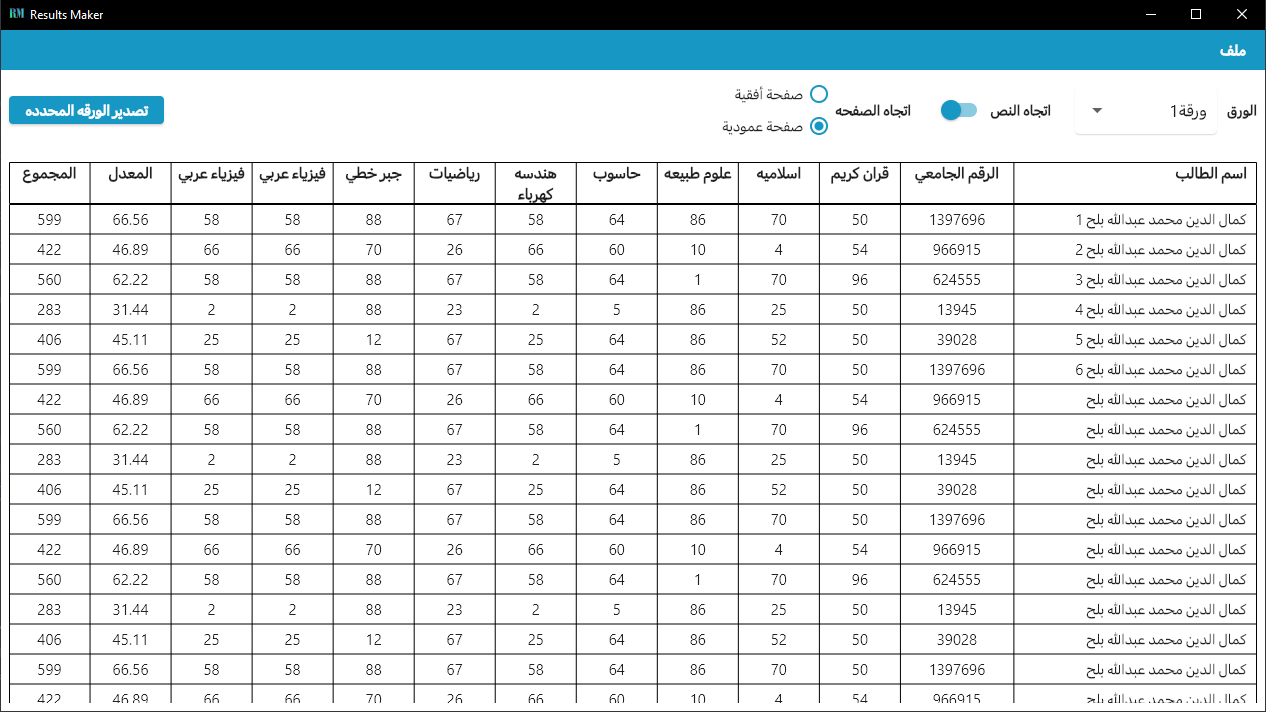 Results Maker
ملف
الورق ورقة1 اتجاه النص اتجاه الصفحه صفحة أفقية تصدير الورقه المحدده
صفحة عمودية
اسم الطالب الرقم الجامعي قران كريم اسلاميه علوم طبيعه حاسوب هندسه كهرباء رياضيات جبر خطي فيزياء عربي فيزياء عربي المعدل المجموع
كمال الدين محمد عبدالله بلح 1 1397696 50 70 86 64 58 67 88 58 58 66.56 599
كمال الدين محمد عبدالله بلح 2 966915 54 4 10 60 66 26 70 66 66 46.89 422
كمال الدين محمد عبدالله بلح 3 624555 96 70 1 64 58 67 88 58 58 62.22 560
كمال الدين محمد عبدالله بلح 4 13945 50 25 86 5 2 23 88 2 2 31.44 283
كمال الدين محمد عبدالله بلح 5 39028 50 52 86 64 25 67 12 25 25 45.11 406
كمال الدين محمد عبدالله بلح 6 1397696 50 70 86 64 58 67 88 58 58 66.56 599
كمال الدين محمد عبدالله بلح 966915 54 4 10 60 66 26 70 66 66 46.89 422
كمال الدين محمد عبدالله بلح 624555 96 70 1 64 58 67 88 58 58 62.22 560
كمال الدين محمد عبدالله بلح 13945 50 25 86 5 2 23 88 2 2 31.44 283
كمال الدين محمد عبدالله بلح 39028 50 52 86 64 25 67 12 25 25 45.11 406
كمال الدين محمد عبدالله بلح 1397696 50 70 86 64 58 67 88 58 58 66.56 599
كمال الدين محمد عبدالله بلح 966915 54 4 10 60 66 26 70 66 66 46.89 422
كمال الدين محمد عبدالله بلح 624555 96 70 1 64 58 67 88 58 58 62.22 560
كمال الدين محمد عبدالله بلح 13945 50 25 86 5 2 23 88 2 2 31.44 283
كمال الدين محمد عبدالله بلح 39028 50 52 86 64 25 67 12 25 25 45.11 406
كمال الدين محمد عبدالله بلح 1397696 50 70 86 64 58 67 88 58 58 66.56 599
كمال الدين محمد عبدالله بلح 966915 54 4 10 60 66 26 70 66 66 46.89 422